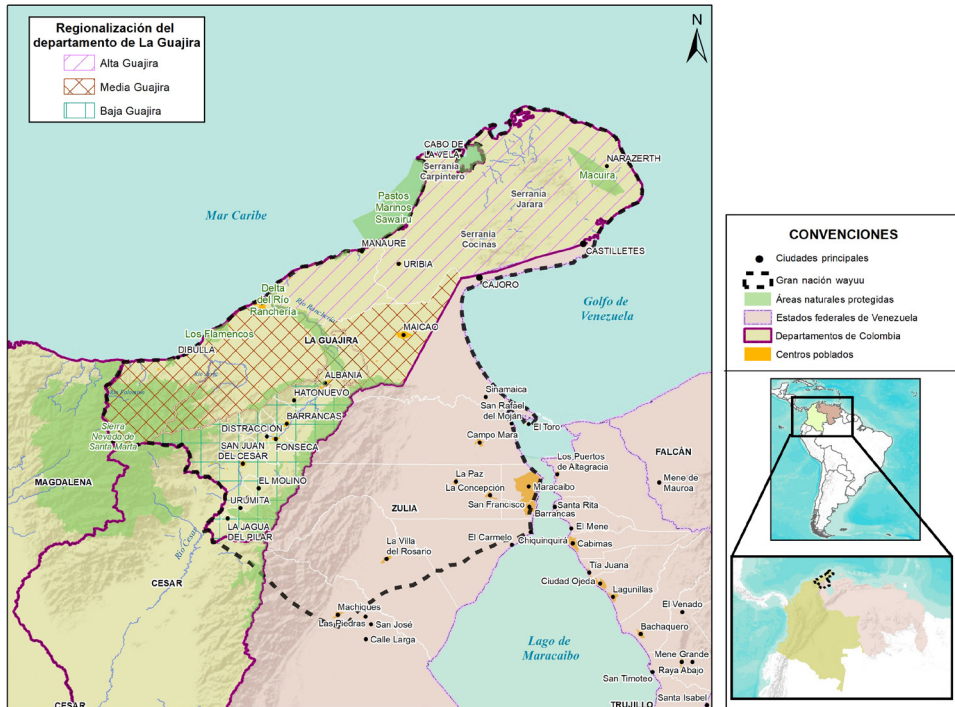 Regionalización del
departamento de La Guajira
Alta Guajira
Media Guajira
Baja Guajira
N
CABO DE
LA VELA
Serranía
Carpintero
NARAZERTH
Macuira
Serranía
Jarara
Pastos
Marinos
Sawairu
Mar Caribe
Serranía
Cocinas
MANAURE
CASTILLETES
URIBIA
CAJORO
Delta
del Río
Ranchería
Río Ranchería
Golfo de
Venezuela
Los Flamencos
MAICAO
LA GUAJIRA
DIBULLA
ALBANIA
HATONUEVO
Sinamaica
San Rafael
del Moján
El Toro
BARRANCAS
DISTRACCIÓN
FONSECA
Sierra
Nevada de
Santa Marta
SAN JUAN
DEL CESAR
Campo Mara
Los Puertos
de Altagracia
FALCÁN
MAGDALENA
EL MOLINO
La Paz
La Concepción
Maracaibo
Mene de
Mauroa
URUMITA
San Francisco
Barrancas
Santa Rita
ZULIA
LA JAGUA
DEL PILAR
El Mene
Río Cesar
El Carmelo
Chiquinquirá
Cabimas
La Villa
del Rosario
Tía Juana
CESAR
Ciudad Ojeda
Lagunillas
Machiques
El Venado
Las Piedras
San José
Bachaquero
Calle Larga
Lago de
Maracaibo
Mene Grande
San Timoteo
Raya Abajo
Santa Isabel
CESAR
TRUJILLO
CONVENCIONES
Ciudades principales
Gran nación wayuu
Áreas naturales protegidas
Estados federales de Venezuela
Departamentos de Colombia
Centros poblados